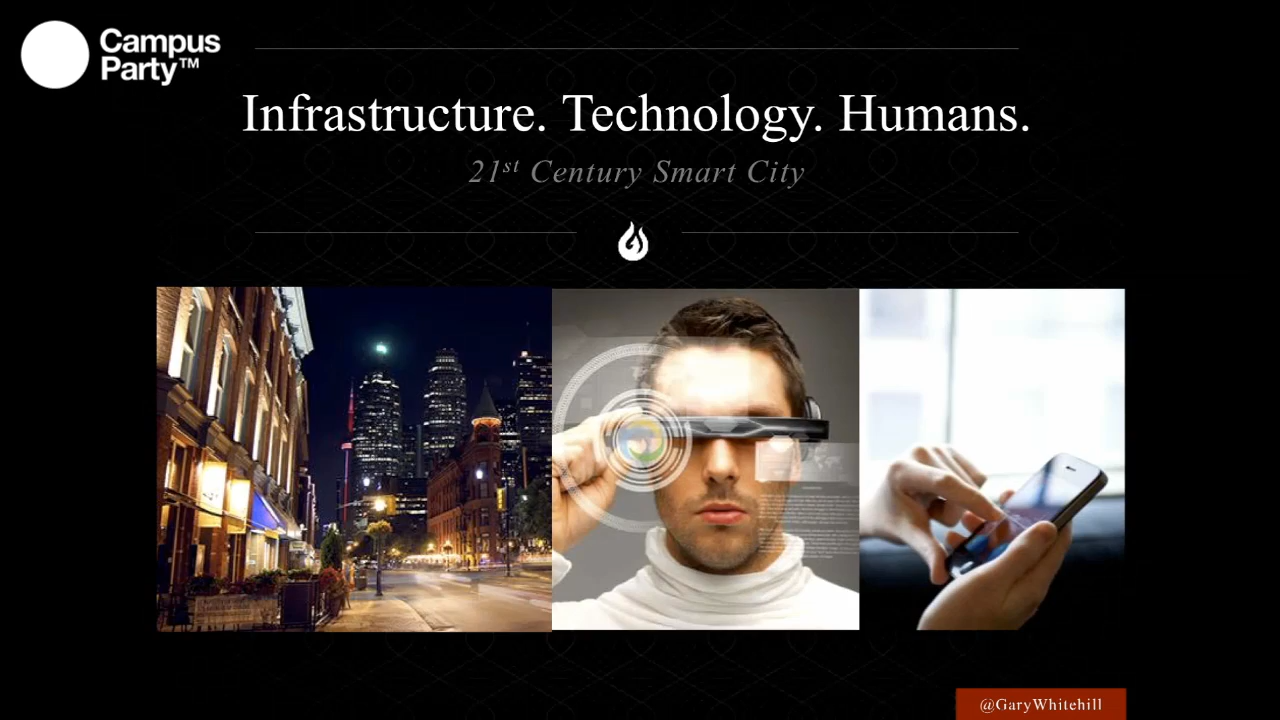 Campus
Party™
Infrastructure. Technology. Humans.
21st Century Smart City
@GaryWhitehill